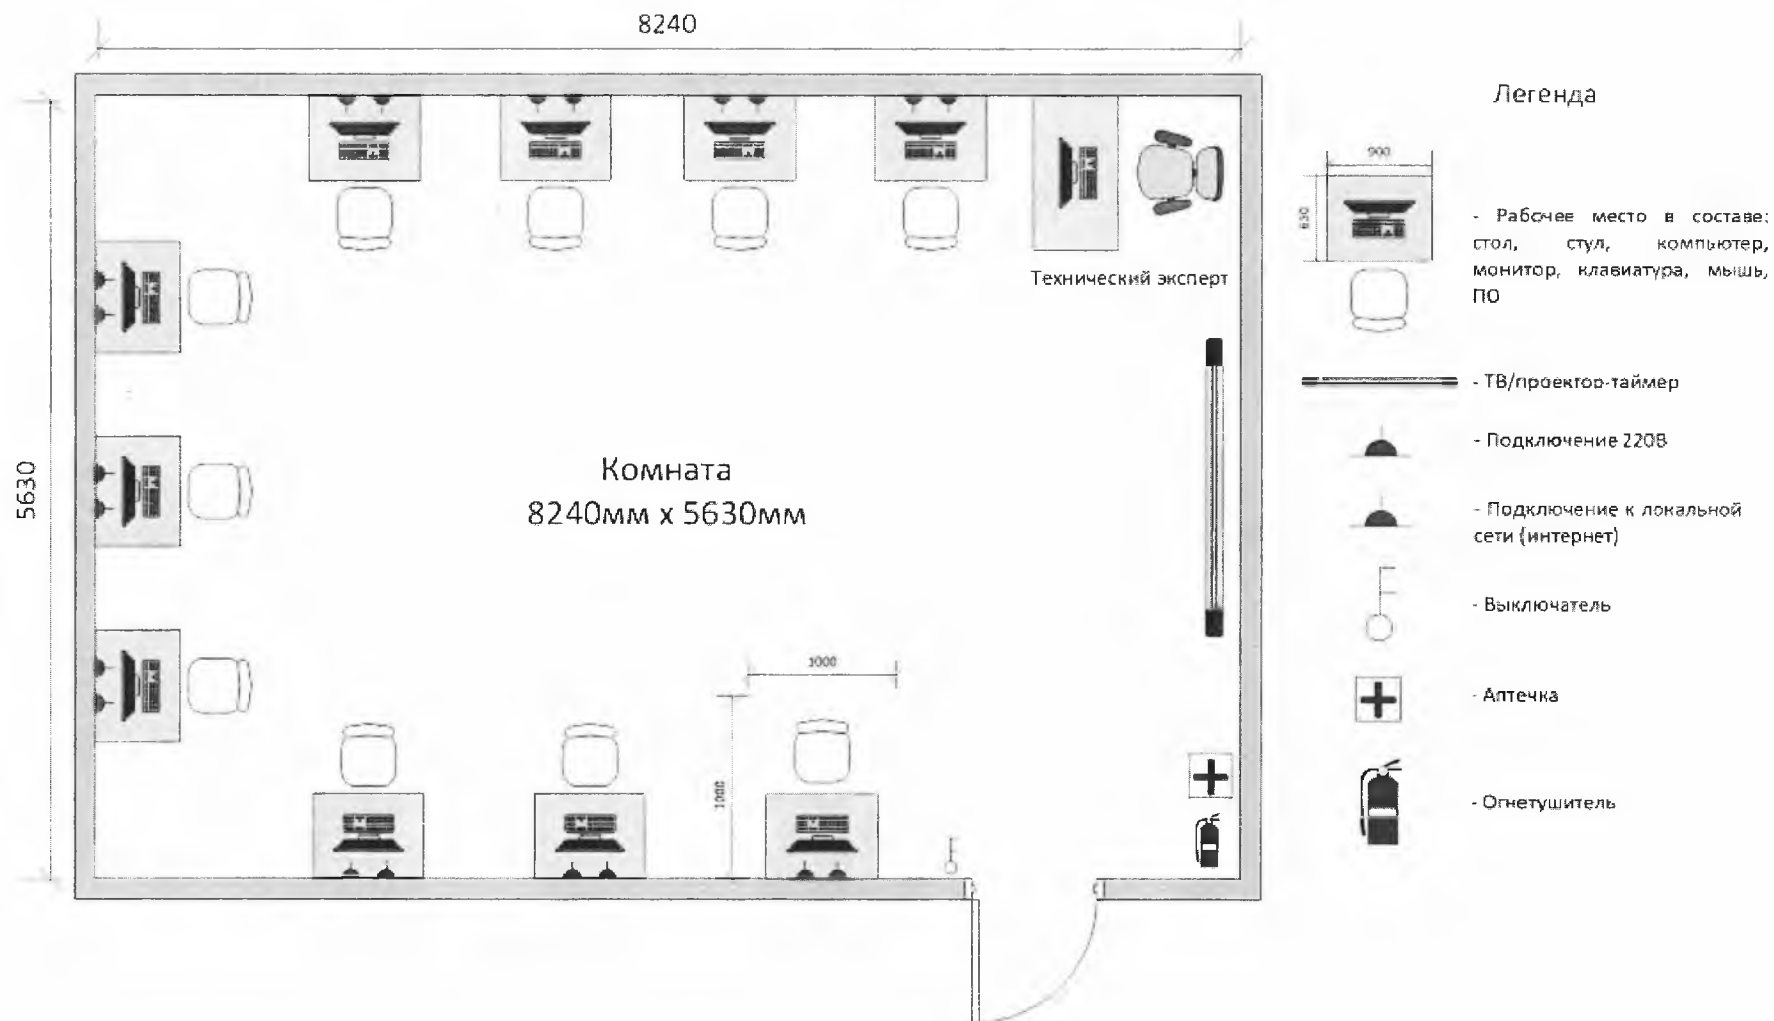 8240
5630
Технический эксперт
Комната
8240мм x 5630мм
1000
1000
Легенда
900
630
- Рабочее место в составе:
стол, стул, компьютер,
монитор, клавиатура, мышь,
ПО
- ТВ/проектор-таймер
- Подключение 220В
- Подключение к локальной
сети (интернет)
- Выключатель
- Аптечка
- Огнетушитель